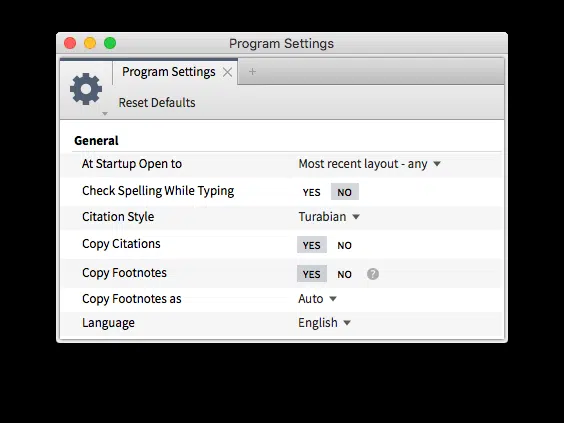 Program Settings
Program Settings
Reset Defaults
General
At Startup Open to Most recent layout - any
Check Spelling While Typing YES NO
Citation Style Turabian
Copy Citations YES NO
Copy Footnotes YES NO ?
Copy Footnotes as Auto
Language English